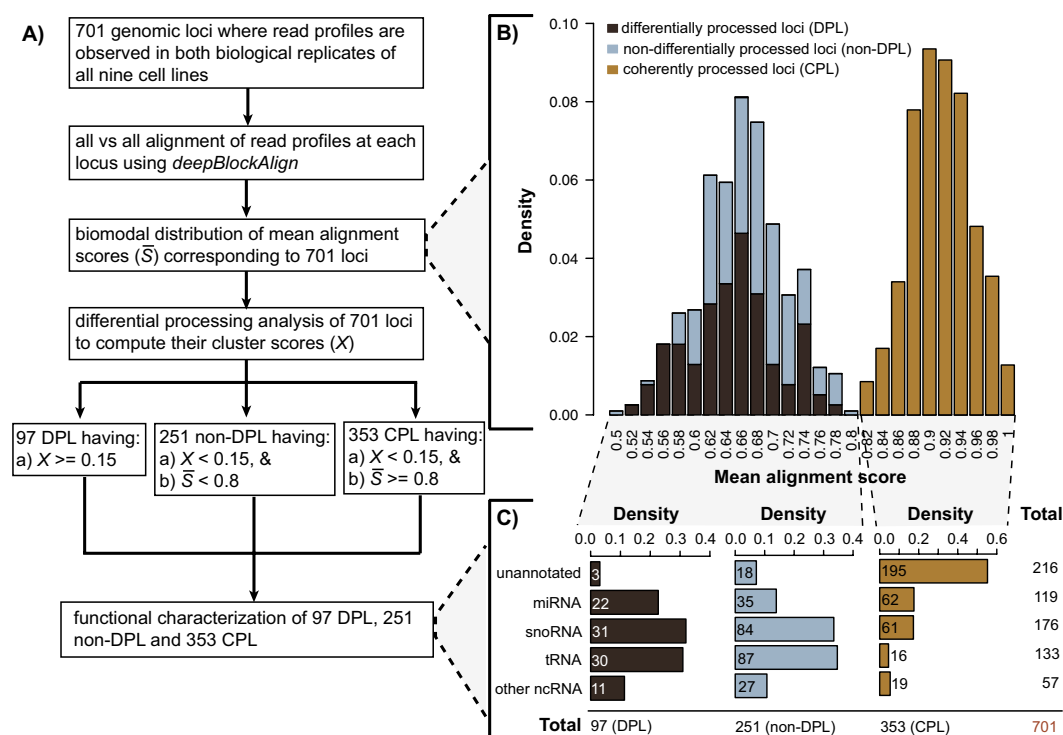 A)
701 genomic loci where read profiles are
observed in both biological replicates of
all nine cell lines
all vs all alignment of read profiles at each
locus using deepBlockAlign
biomodal distribution of mean alignment
scores (S̅) corresponding to 701 loci
differential processing analysis of 701 loci
to compute their cluster scores (X)
97 DPL having:
a) X >= 0.15
251 non-DPL having:
a) X < 0.15, &
b) S̅ < 0.8
353 CPL having:
a) X < 0.15, &
b) S̅ >= 0.8
functional characterization of 97 DPL, 251
non-DPL and 353 CPL
B)
differentially processed loci (DPL)
non-differentially processed loci (non-DPL)
coherently processed loci (CPL)
Density
0.10
0.08
0.06
0.04
0.02
0.00
0.5
0.52
0.54
0.56
0.58
0.6
0.62
0.64
0.66
0.68
0.7
0.72
0.74
0.76
0.78
0.8
0.82
0.84
0.86
0.88
0.9
0.92
0.94
0.96
0.98
1
Mean alignment score
C)
Density Density Density Total
0.0 0.1 0.2 0.3 0.4 0.0 0.1 0.2 0.3 0.4 0.0 0.2 0.4 0.6
unannotated 3 18 195 216
miRNA 22 35 62 119
snoRNA 31 84 61 176
tRNA 30 87 16 133
other ncRNA 11 27 19 57
Total 97 (DPL) 251 (non-DPL) 353 (CPL) 701